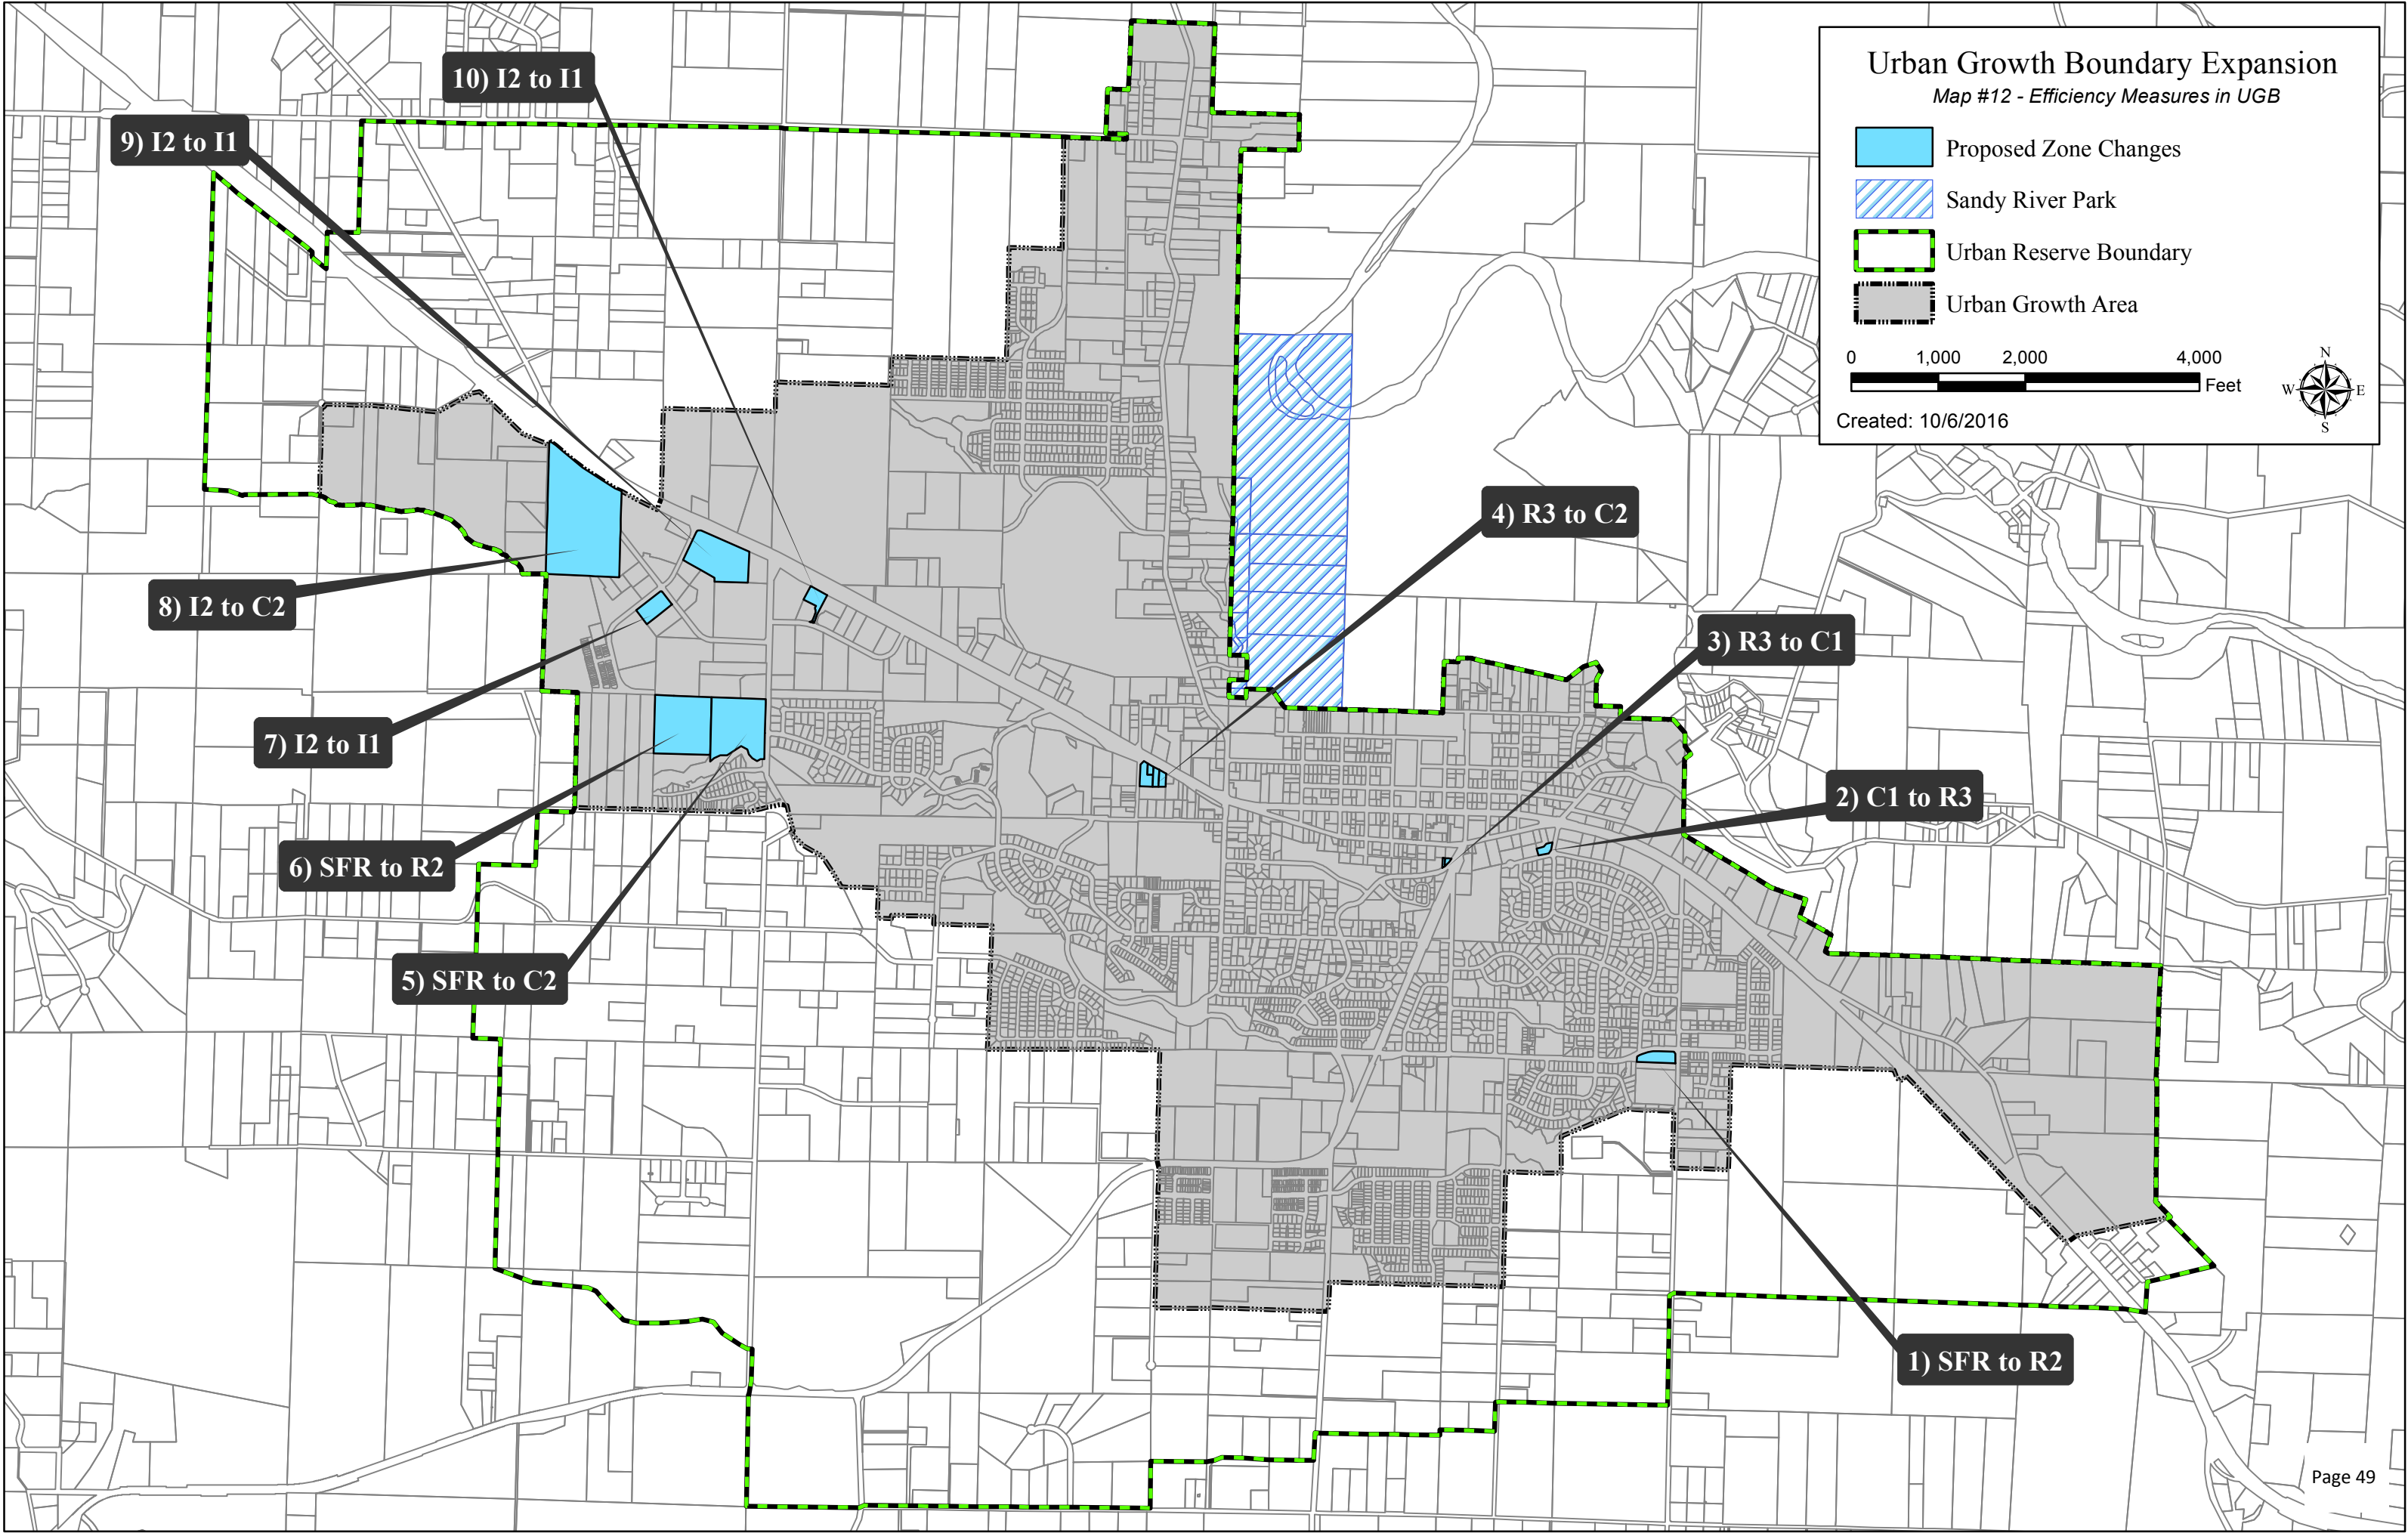 Urban Growth Boundary Expansion
Map #12 - Efficiency Measures in UGB
Proposed Zone Changes
Sandy River Park
Urban Reserve Boundary
Urban Growth Area
0 1,000 2,000 4,000
Feet
N
W E
S
Created: 10/6/2016
10) I2 to I1
9) I2 to I1
4) R3 to C2
8) I2 to C2
3) R3 to C1
7) I2 to I1
2) C1 to R3
6) SFR to R2
5) SFR to C2
1) SFR to R2
Page 49